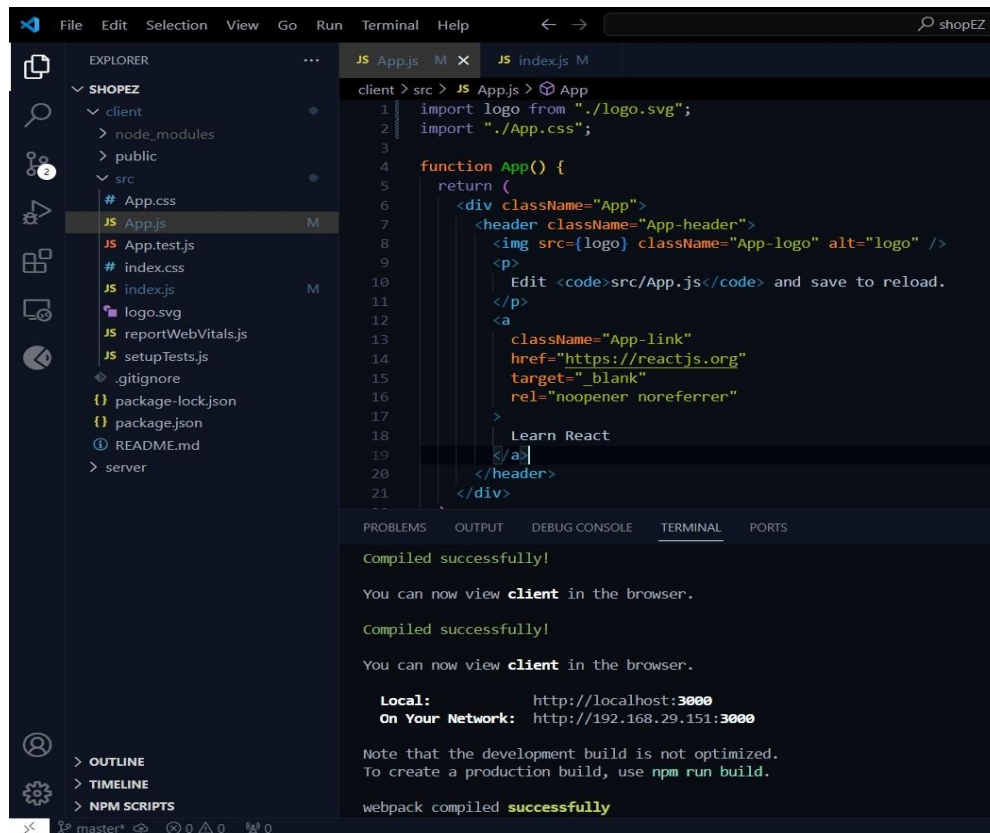 File Edit Selection View Go Run Terminal Help ← → shopEZ
EXPLORER ...
SHOPEZ
client
node_modules
public
src
# App.css
JS App.js M
JS App.test.js
# index.css
JS index.js M
logo.svg
JS reportWebVitals.js
JS setupTests.js
.gitignore
{} package-lock.json
{} package.json
README.md
server
OUTLINE
TIMELINE
NPM SCRIPTS
2
JS App.js M × JS index.js M
client > src > JS App.js > App
1 import logo from "./logo.svg";
2 import "./App.css";
3
4 function App() {
5 return (
6 <div className="App">
7 <header className="App-header">
8 <img src={logo} className="App-logo" alt="logo" />
9 <p>
10 Edit <code>src/App.js</code> and save to reload.
11 </p>
12 <a
13 className="App-link"
14 href="https://reactjs.org"
15 target="_blank"
16 rel="noopener noreferrer"
17 >
18 Learn React
19 </a>
20 </header>
21 </div>
PROBLEMS OUTPUT DEBUG CONSOLE TERMINAL PORTS
Compiled successfully!
You can now view client in the browser.
Compiled successfully!
You can now view client in the browser.
Local: http://localhost:3000
On Your Network: http://192.168.29.151:3000
Note that the development build is not optimized.
To create a production build, use npm run build.
webpack compiled successfully
master* 0 0 0